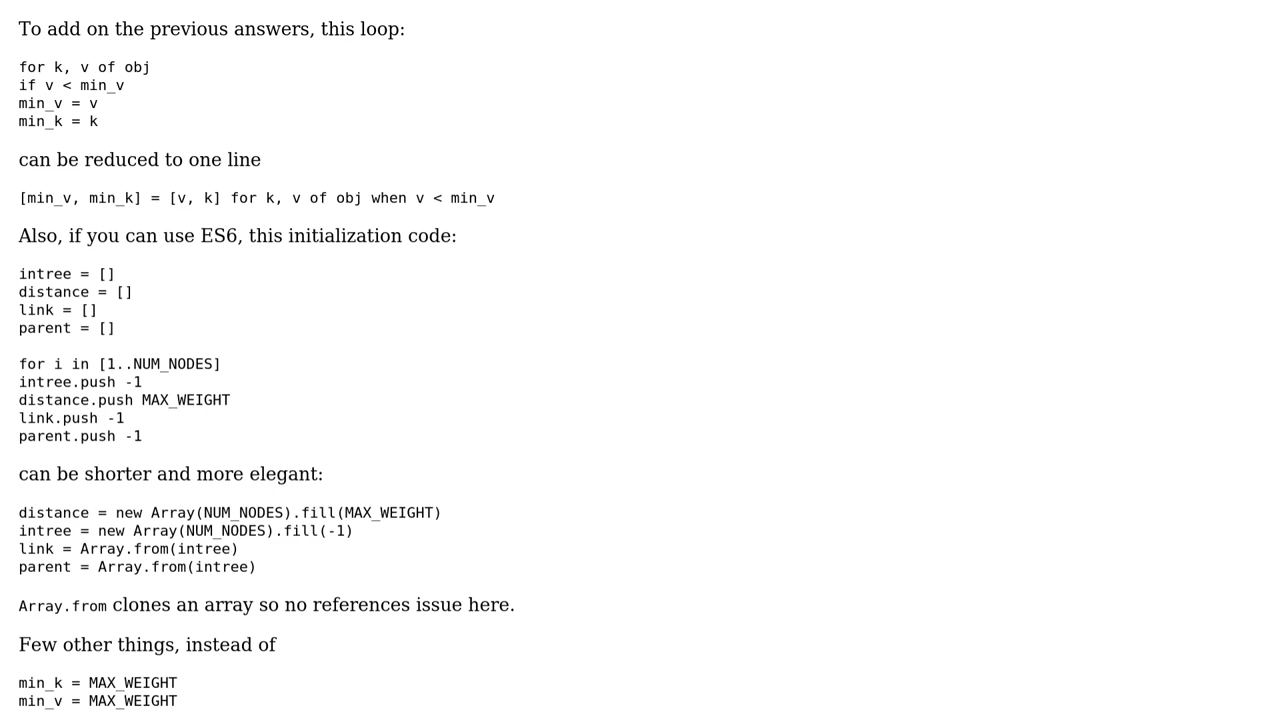 To add on the previous answers, this loop:
for k, v of obj
if v < min_v
min_v = v
min_k = k
can be reduced to one line
[min_v, min_k] = [v, k] for k, v of obj when v < min_v
Also, if you can use ES6, this initialization code:
intree = []
distance = []
link = []
parent = []
for i in [1..NUM_NODES]
intree.push -1
distance.push MAX_WEIGHT
link.push -1
parent.push -1
can be shorter and more elegant:
distance = new Array(NUM_NODES).fill(MAX_WEIGHT)
intree = new Array(NUM_NODES).fill(-1)
link = Array.from(intree)
parent = Array.from(intree)
Array.from clones an array so no references issue here.
Few other things, instead of
min_k = MAX_WEIGHT
min_v = MAX_WEIGHT